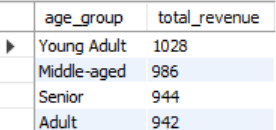 age_group total_revenue
Young Adult 1028
Middle-aged 986
Senior 944
Adult 942